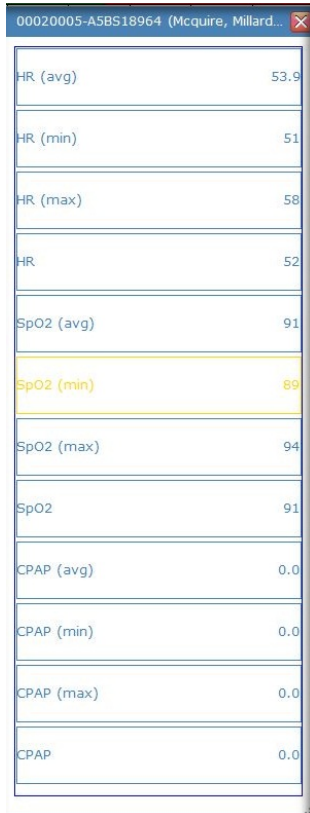 00020005-A5BS18964 (Mcquire, Millard...
HR (avg) 53.9
HR (min) 51
HR (max) 58
HR 52
SpO2 (avg) 91
SpO2 (min) 89
SpO2 (max) 94
SpO2 91
CPAP (avg) 0.0
CPAP (min) 0.0
CPAP (max) 0.0
CPAP 0.0